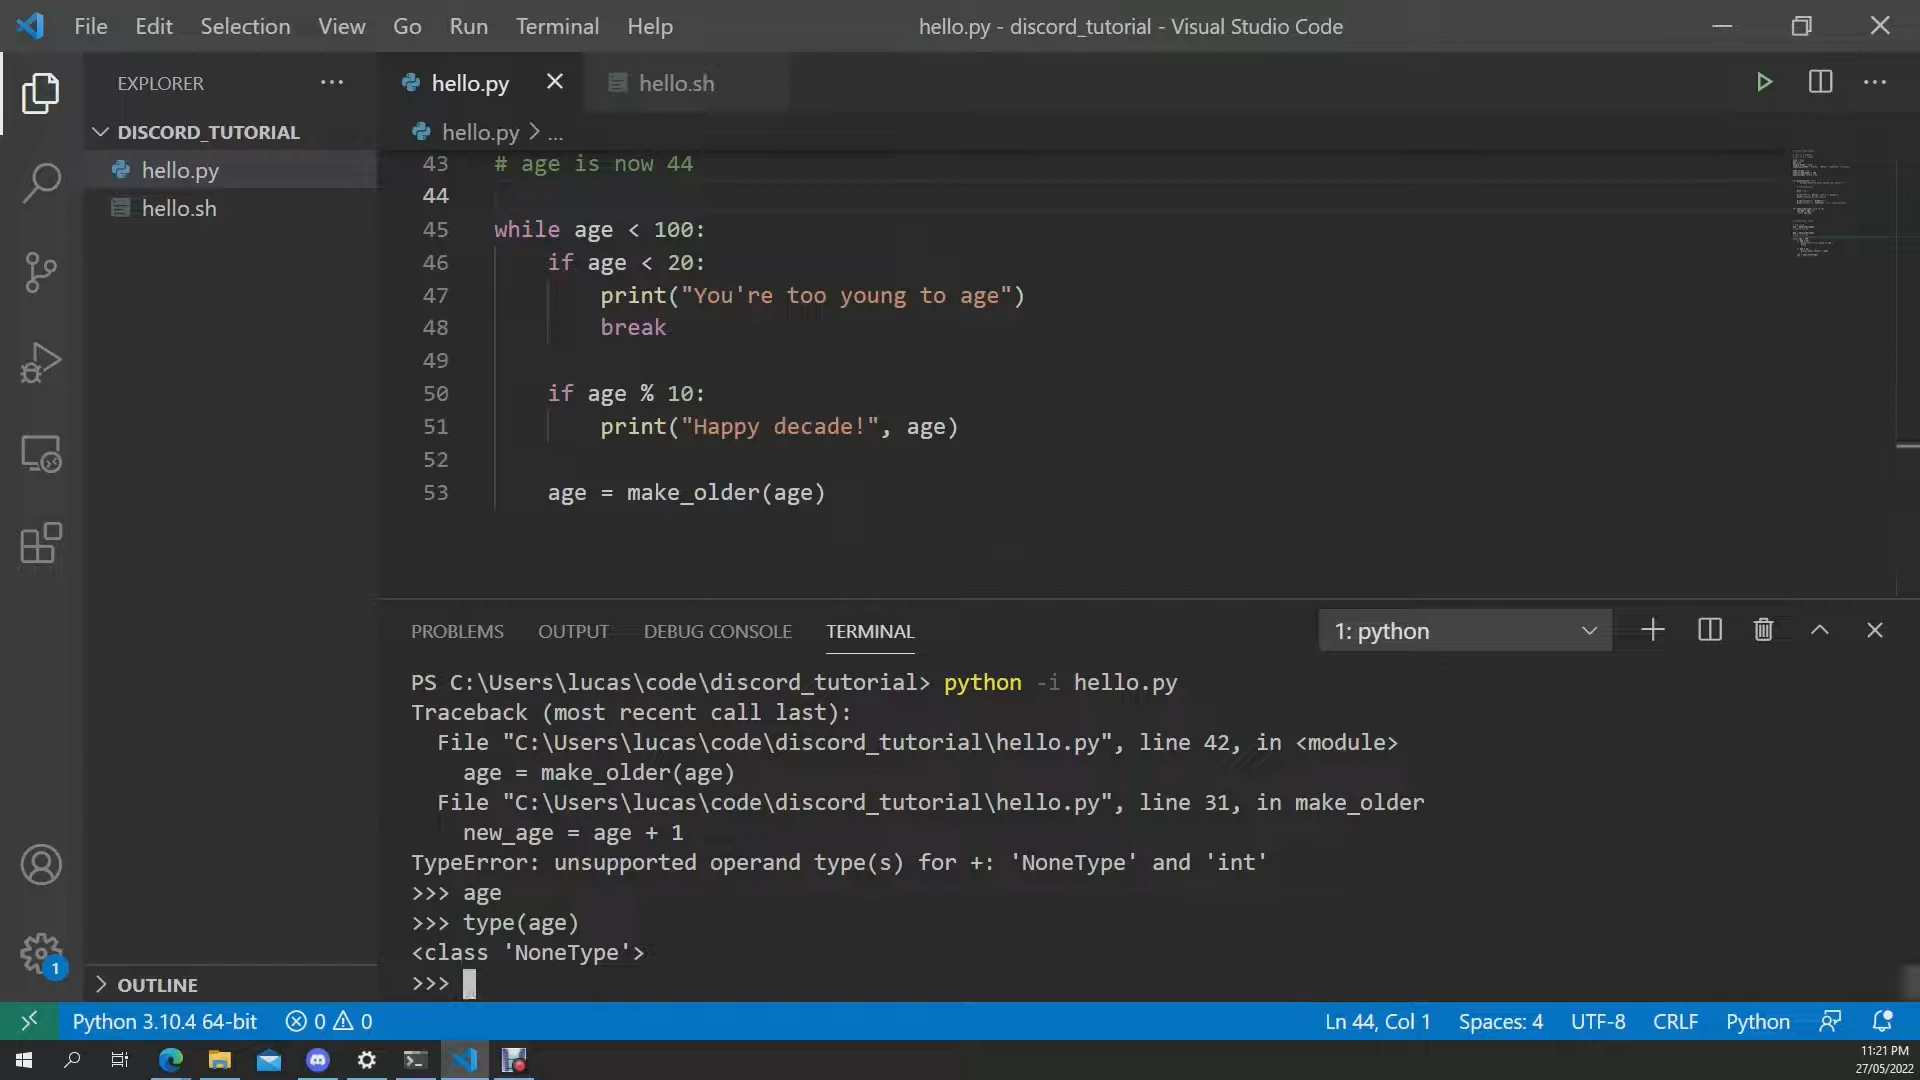 File Edit Selection View Go Run Terminal Help
hello.py - discord_tutorial - Visual Studio Code
EXPLORER
DISCORD_TUTORIAL
hello.py
hello.sh
OUTLINE
hello.py
hello.sh
hello.py > ...
43 # age is now 44
44
45 while age < 100:
46     if age < 20:
47         print("You're too young to age")
48         break
49
50     if age % 10:
51         print("Happy decade!", age)
52
53     age = make_older(age)
PROBLEMS OUTPUT DEBUG CONSOLE TERMINAL
1: python
PS C:\Users\lucas\code\discord_tutorial> python -i hello.py
Traceback (most recent call last):
  File "C:\Users\lucas\code\discord_tutorial\hello.py", line 42, in <module>
    age = make_older(age)
  File "C:\Users\lucas\code\discord_tutorial\hello.py", line 31, in make_older
    new_age = age + 1
TypeError: unsupported operand type(s) for +: 'NoneType' and 'int'
>>> age
>>> type(age)
<class 'NoneType'>
>>>
1
Python 3.10.4 64-bit 0 0
Ln 44, Col 1 Spaces: 4 UTF-8 CRLF Python
11:21 PM
27/05/2022